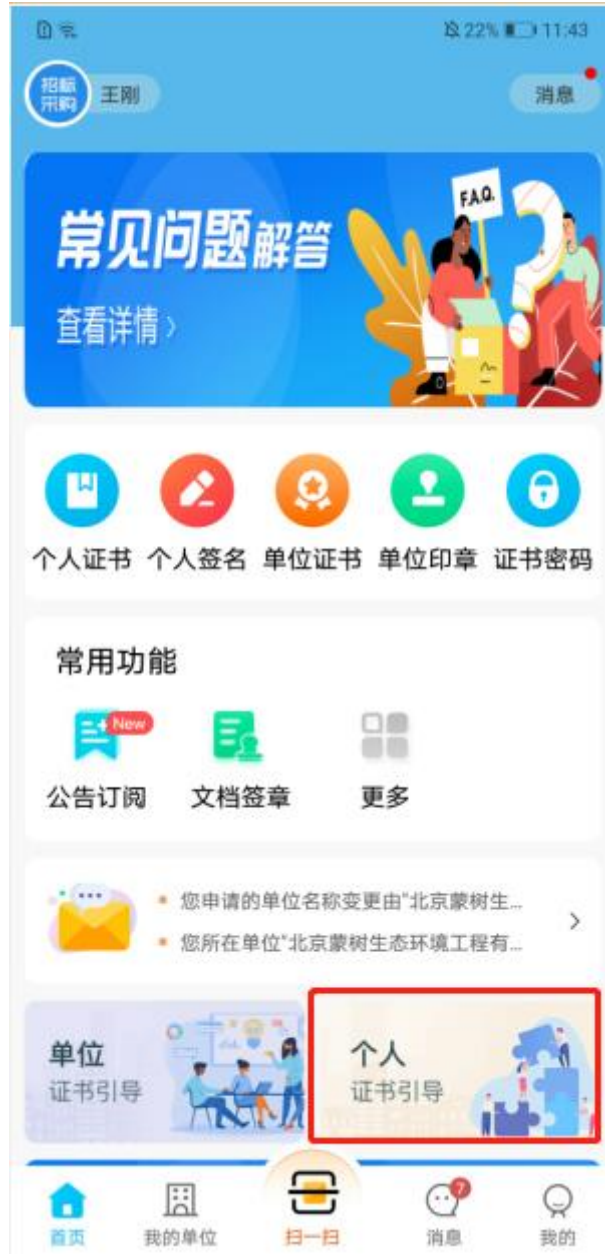 22% 11:43
招标
采购
王刚
消息
常见问题解答
F.A.Q.
查看详情
个人证书 个人签名 单位证书 单位印章 证书密码
常用功能
New
公告订阅 文档签章 更多
您申请的单位名称变更由"北京蒙树生...
您所在单位"北京蒙树生态环境工程有...
单位
证书引导
个人
证书引导
7
首页 我的单位 扫一扫 消息 我的